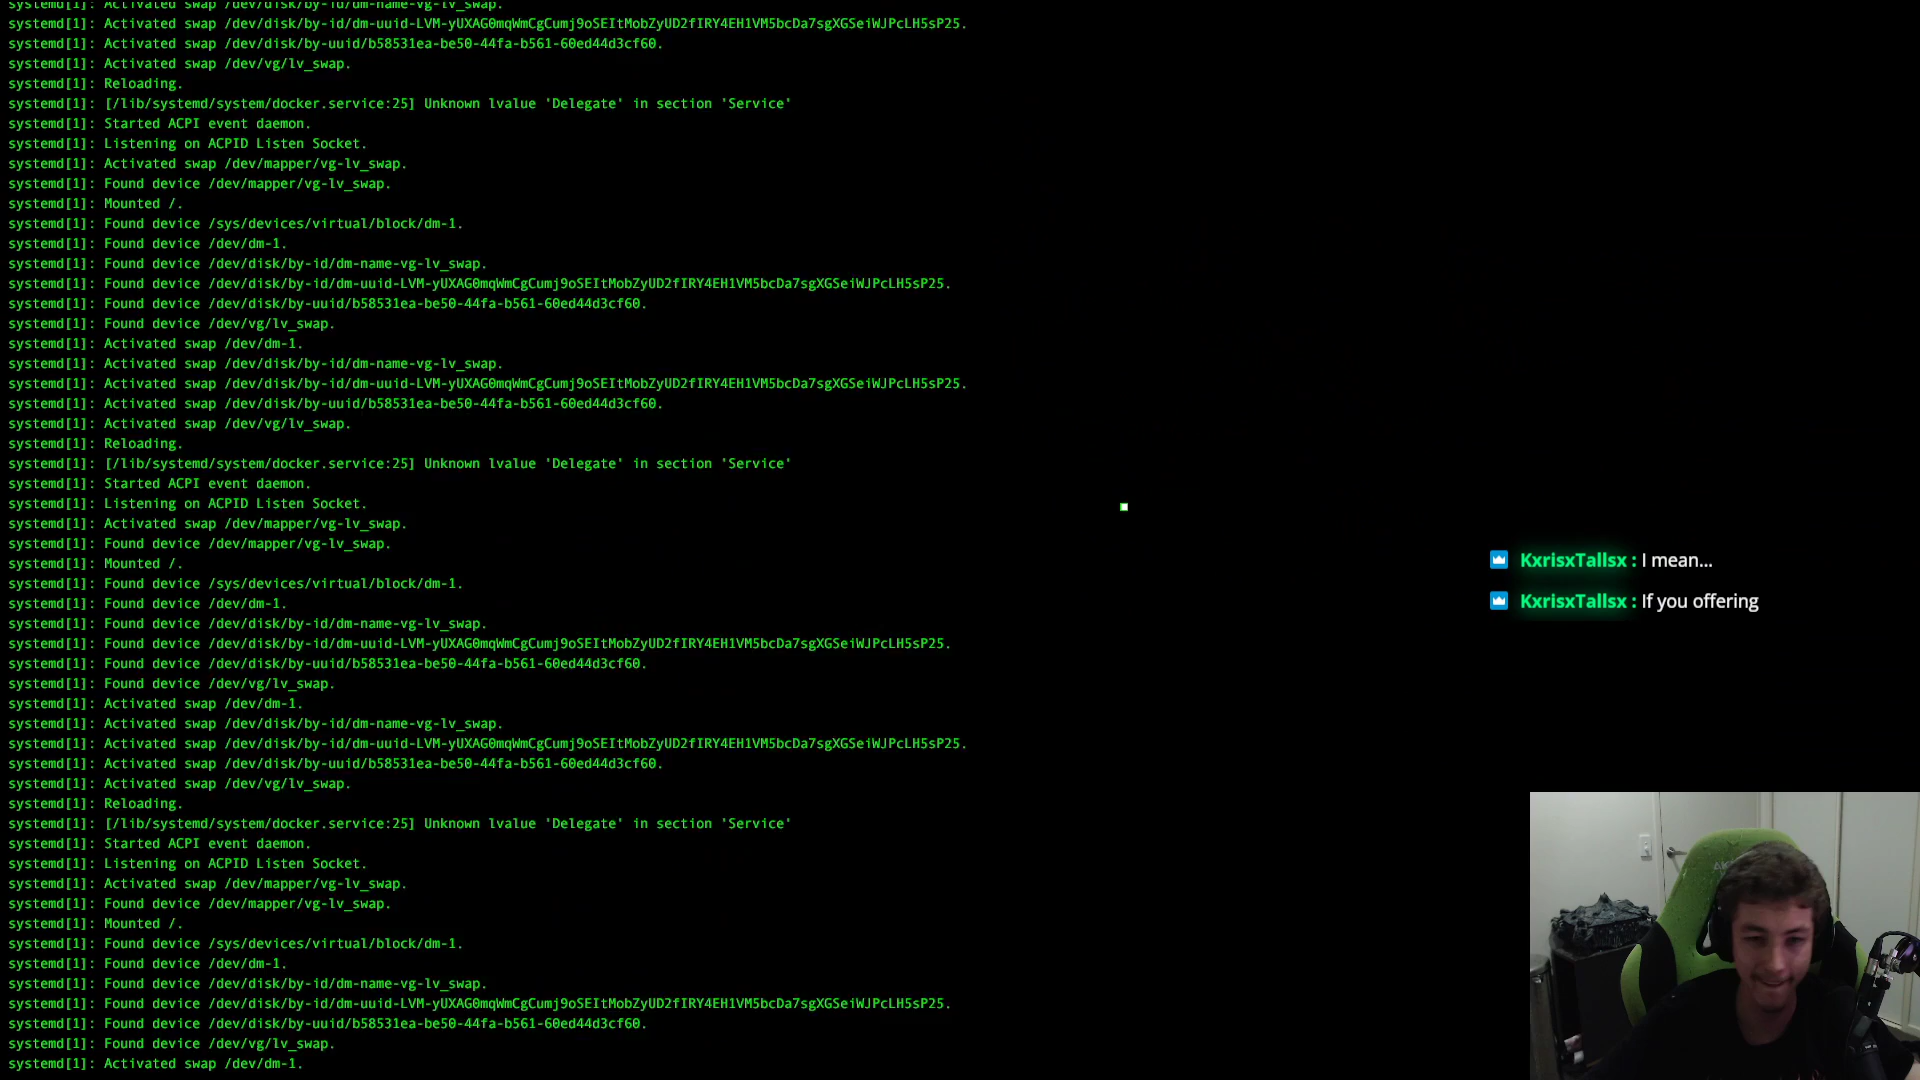 systemd[1]: Activated swap /dev/disk/by-id/dm-name-vg-lv_swap.
systemd[1]: Activated swap /dev/disk/by-id/dm-uuid-LVM-yUXAG0mqWmCgCumj9oSEItMobZyUD2fIRY4EH1VM5bcDa7sgXGSeiWJPcLH5sP25.
systemd[1]: Activated swap /dev/disk/by-uuid/b58531ea-be50-44fa-b561-60ed44d3cf60.
systemd[1]: Activated swap /dev/vg/lv_swap.
systemd[1]: Reloading.
systemd[1]: [/lib/systemd/system/docker.service:25] Unknown lvalue 'Delegate' in section 'Service'
systemd[1]: Started ACPI event daemon.
systemd[1]: Listening on ACPID Listen Socket.
systemd[1]: Activated swap /dev/mapper/vg-lv_swap.
systemd[1]: Found device /dev/mapper/vg-lv_swap.
systemd[1]: Mounted /.
systemd[1]: Found device /sys/devices/virtual/block/dm-1.
systemd[1]: Found device /dev/dm-1.
systemd[1]: Found device /dev/disk/by-id/dm-name-vg-lv_swap.
systemd[1]: Found device /dev/disk/by-id/dm-uuid-LVM-yUXAG0mqWmCgCumj9oSEItMobZyUD2fIRY4EH1VM5bcDa7sgXGSeiWJPcLH5sP25.
systemd[1]: Found device /dev/disk/by-uuid/b58531ea-be50-44fa-b561-60ed44d3cf60.
systemd[1]: Found device /dev/vg/lv_swap.
systemd[1]: Activated swap /dev/dm-1.
systemd[1]: Activated swap /dev/disk/by-id/dm-name-vg-lv_swap.
systemd[1]: Activated swap /dev/disk/by-id/dm-uuid-LVM-yUXAG0mqWmCgCumj9oSEItMobZyUD2fIRY4EH1VM5bcDa7sgXGSeiWJPcLH5sP25.
systemd[1]: Activated swap /dev/disk/by-uuid/b58531ea-be50-44fa-b561-60ed44d3cf60.
systemd[1]: Activated swap /dev/vg/lv_swap.
systemd[1]: Reloading.
systemd[1]: [/lib/systemd/system/docker.service:25] Unknown lvalue 'Delegate' in section 'Service'
systemd[1]: Started ACPI event daemon.
systemd[1]: Listening on ACPID Listen Socket.
systemd[1]: Activated swap /dev/mapper/vg-lv_swap.
systemd[1]: Found device /dev/mapper/vg-lv_swap.
systemd[1]: Mounted /.
systemd[1]: Found device /sys/devices/virtual/block/dm-1.
systemd[1]: Found device /dev/dm-1.
systemd[1]: Found device /dev/disk/by-id/dm-name-vg-lv_swap.
systemd[1]: Found device /dev/disk/by-id/dm-uuid-LVM-yUXAG0mqWmCgCumj9oSEItMobZyUD2fIRY4EH1VM5bcDa7sgXGSeiWJPcLH5sP25.
systemd[1]: Found device /dev/disk/by-uuid/b58531ea-be50-44fa-b561-60ed44d3cf60.
systemd[1]: Found device /dev/vg/lv_swap.
systemd[1]: Activated swap /dev/dm-1.
systemd[1]: Activated swap /dev/disk/by-id/dm-name-vg-lv_swap.
systemd[1]: Activated swap /dev/disk/by-id/dm-uuid-LVM-yUXAG0mqWmCgCumj9oSEItMobZyUD2fIRY4EH1VM5bcDa7sgXGSeiWJPcLH5sP25.
systemd[1]: Activated swap /dev/disk/by-uuid/b58531ea-be50-44fa-b561-60ed44d3cf60.
systemd[1]: Activated swap /dev/vg/lv_swap.
systemd[1]: Reloading.
systemd[1]: [/lib/systemd/system/docker.service:25] Unknown lvalue 'Delegate' in section 'Service'
systemd[1]: Started ACPI event daemon.
systemd[1]: Listening on ACPID Listen Socket.
systemd[1]: Activated swap /dev/mapper/vg-lv_swap.
systemd[1]: Found device /dev/mapper/vg-lv_swap.
systemd[1]: Mounted /.
systemd[1]: Found device /sys/devices/virtual/block/dm-1.
systemd[1]: Found device /dev/dm-1.
systemd[1]: Found device /dev/disk/by-id/dm-name-vg-lv_swap.
systemd[1]: Found device /dev/disk/by-id/dm-uuid-LVM-yUXAG0mqWmCgCumj9oSEItMobZyUD2fIRY4EH1VM5bcDa7sgXGSeiWJPcLH5sP25.
systemd[1]: Found device /dev/disk/by-uuid/b58531ea-be50-44fa-b561-60ed44d3cf60.
systemd[1]: Found device /dev/vg/lv_swap.
systemd[1]: Activated swap /dev/dm-1.
KxrisxTallsx : I mean...
KxrisxTallsx : If you offering